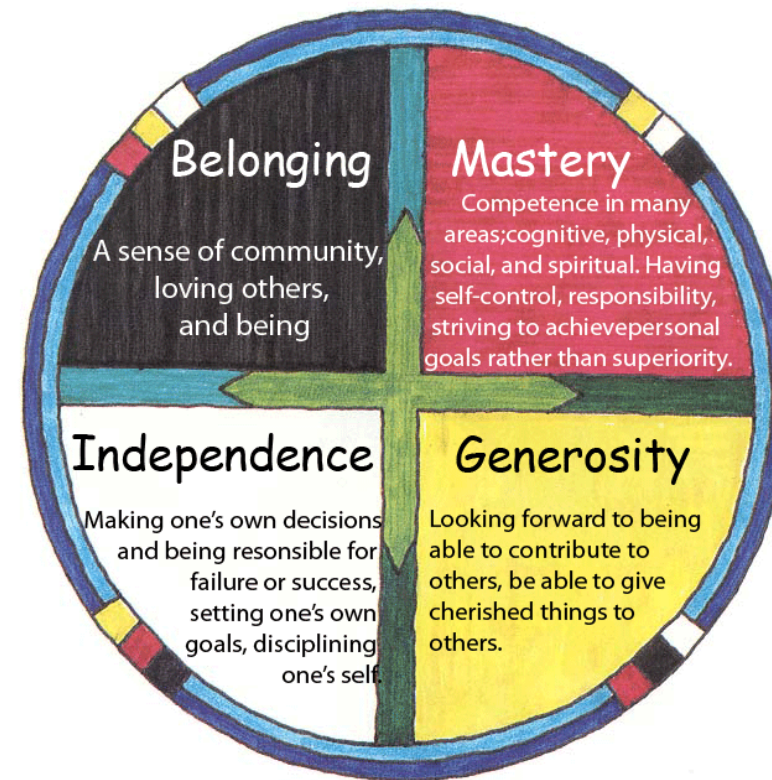 Belonging
A sense of community,
loving others,
and being
Mastery
Competence in many
areas;cognitive, physical,
social, and spiritual. Having
self-control, responsibility,
striving to achievepersonal
goals rather than superiority.
Independence
Making one’s own decisions
and being resonsible for
failure or success,
setting one’s own
goals, disciplining
one’s self.
Generosity
Looking forward to being
able to contribute to
others, be able to give
cherished things to
others.